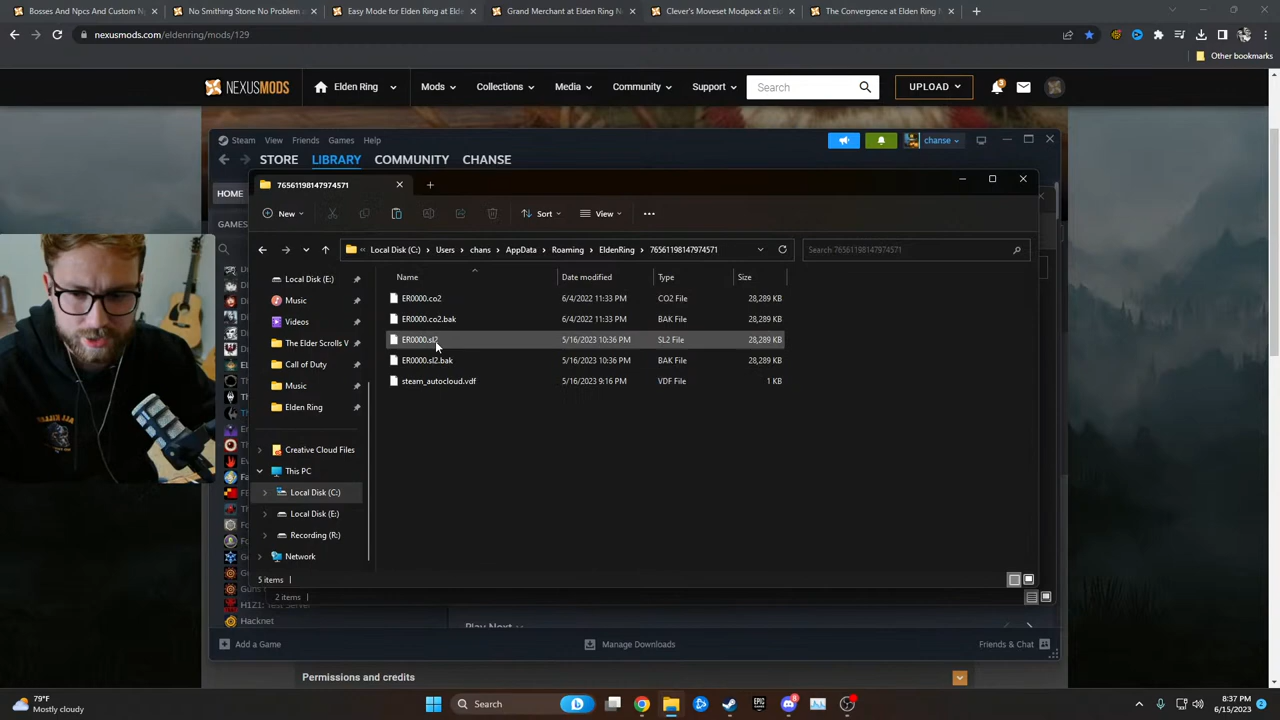 Bosses And Npcs And Custom Ng
No Smithing Stone No Problem
Easy Mode for Elden Ring at Elde
Grand Merchant at Elden Ring N
Clever's Moveset Modpack at Eld
The Convergence at Elden Ring
nexusmods.com/eldenring/mods/129
Other bookmarks
NEXUSMODS
Elden Ring
Mods
Collections
Media
Community
Support
Search
UPLOAD
Steam View Friends Games Help
chanse
STORE LIBRARY COMMUNITY CHANSE
HOME
76561198147974571
GAMES
New
Sort
View
Local Disk (C:) > Users > chans > AppData > Roaming > EldenRing > 76561198147974571
Search 76561198147974571
Name Date modified Type Size
ER0000.co2 6/4/2022 11:33 PM CO2 File 28,289 KB
ER0000.co2.bak 6/4/2022 11:33 PM BAK File 28,289 KB
ER0000.sl2 5/16/2023 10:36 PM SL2 File 28,289 KB
ER0000.sl2.bak 5/16/2023 10:36 PM BAK File 28,289 KB
steam_autocloud.vdf 5/16/2023 9:16 PM VDF File 1 KB
Local Disk (E:)
Music
Videos
The Elder Scrolls V
Call of Duty
Music
Elden Ring
Creative Cloud Files
This PC
Local Disk (C:)
Local Disk (E:)
Recording (R:)
Network
5 items
2 items
H1Z1: Test Server
Hacknet
Play Next
Add a Game
Manage Downloads
Friends & Chat
Permissions and credits
79°F
Mostly cloudy
Search
8:37 PM
6/15/2023